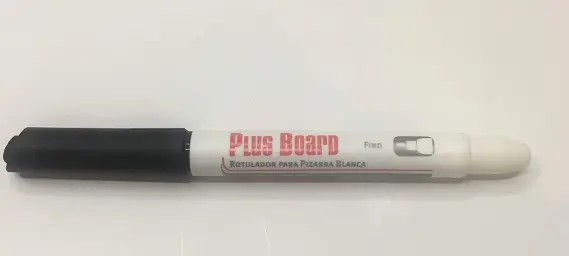 PLUS BOARD
FINO
ROTULADOR PARA PIZARRA BLANCA